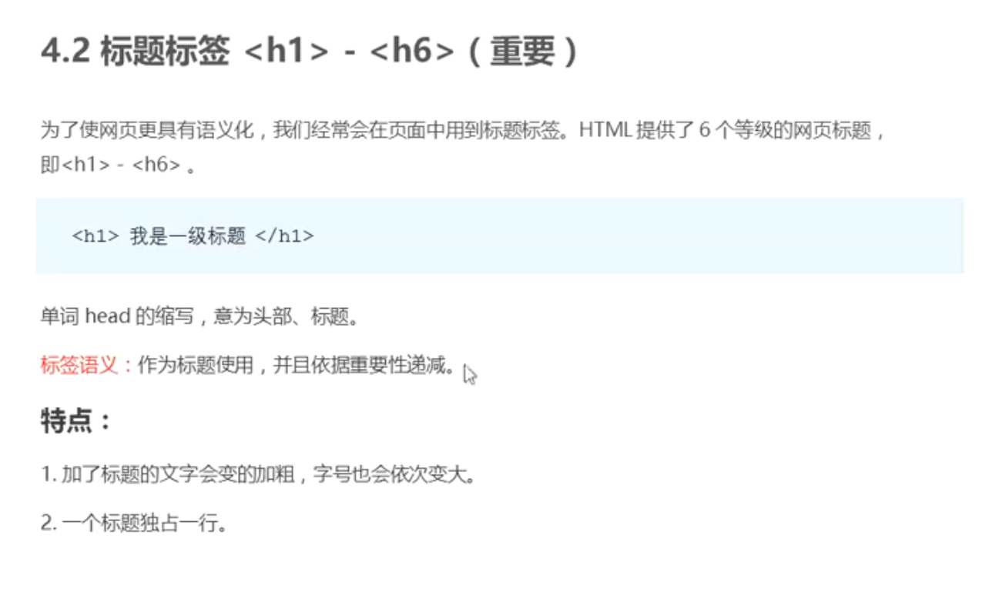 4.2 标题标签 <h1> - <h6>（重要）
为了使网页更具有语义化，我们经常会在页面中用到标题标签。HTML 提供了 6 个等级的网页标题，
即<h1> - <h6> 。
<h1> 我是一级标题 </h1>
单词 head 的缩写，意为头部、标题。
标签语义：作为标题使用，并且依据重要性递减。
特点：
1. 加了标题的文字会变的加粗，字号也会依次变大。
2. 一个标题独占一行。